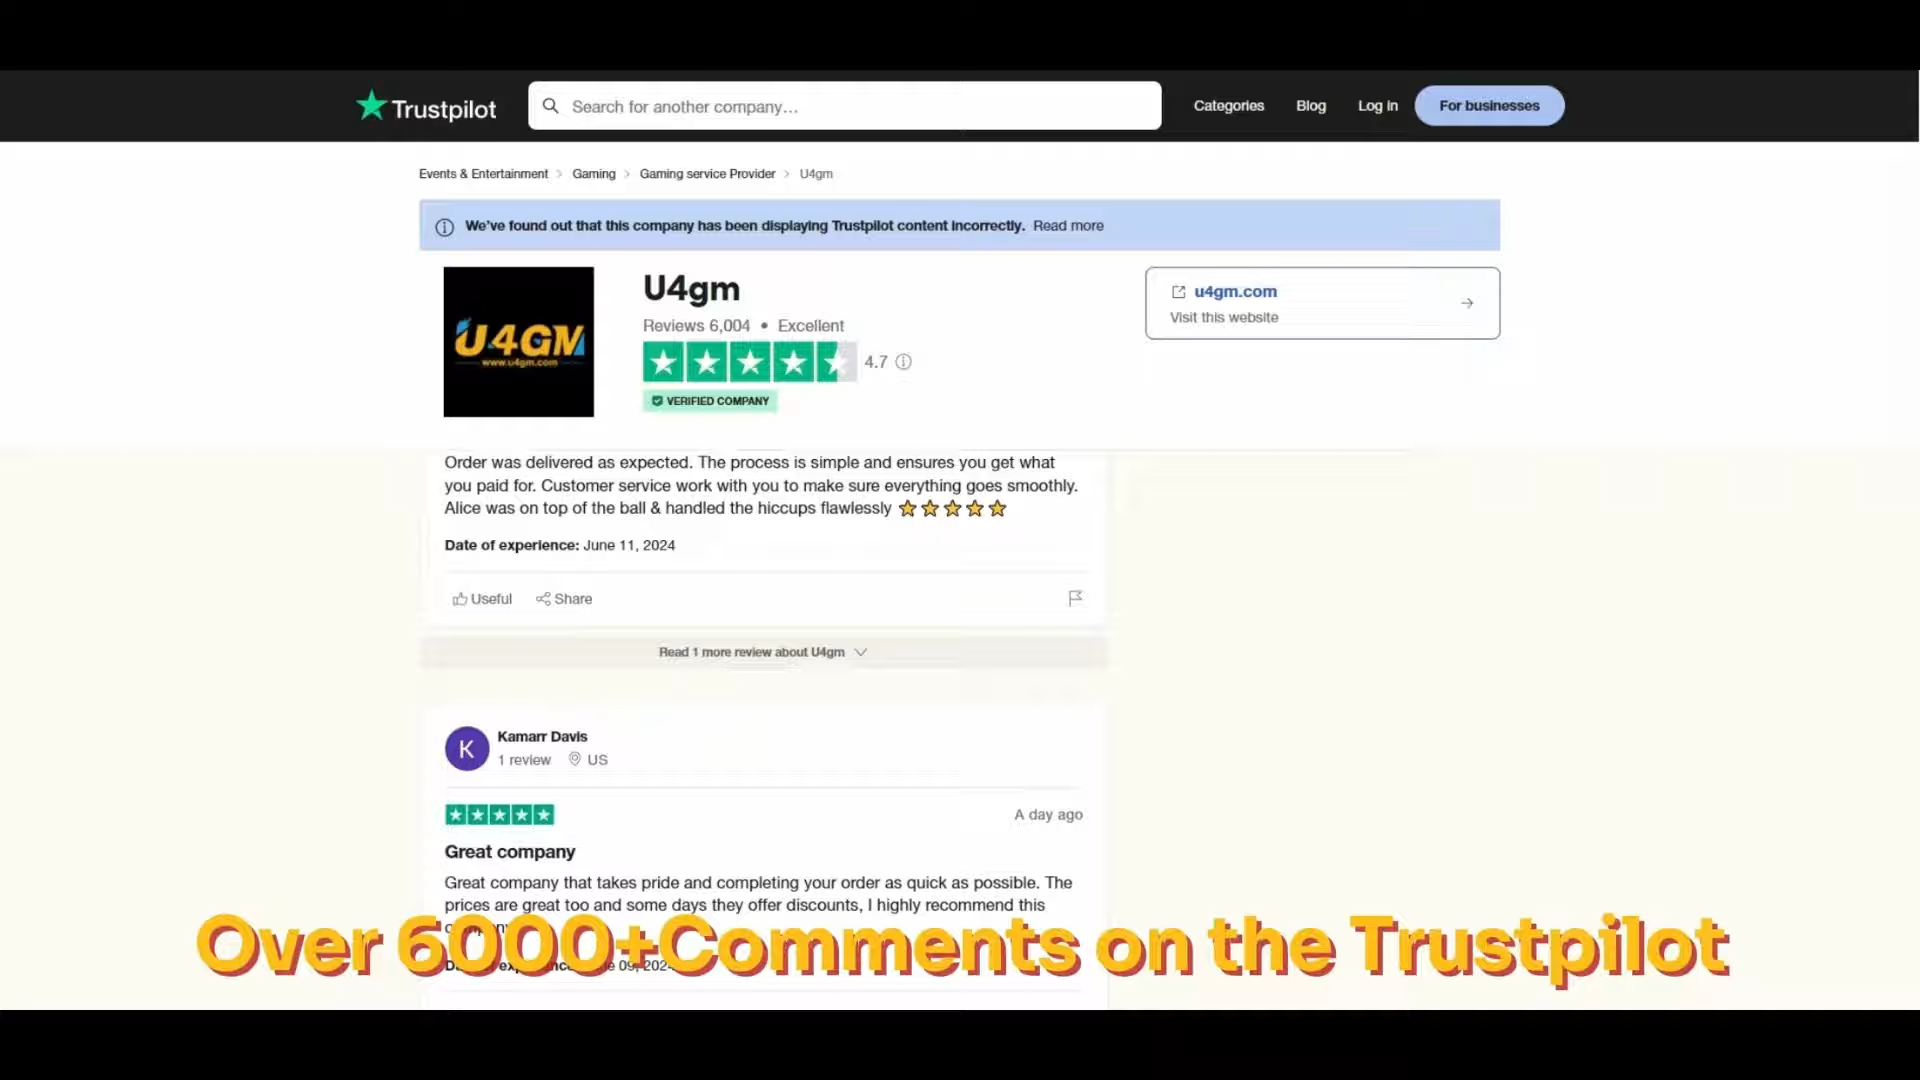 Trustpilot
Search for another company...
Categories
Blog
Log in
For businesses
Events & Entertainment > Gaming > Gaming service Provider > U4gm
We've found out that this company has been displaying Trustpilot content incorrectly. Read more
U4GM
www.u4gm.com
U4gm
Reviews 6,004 • Excellent
4.7
VERIFIED COMPANY
u4gm.com
Visit this website
Order was delivered as expected. The process is simple and ensures you get what
you paid for. Customer service work with you to make sure everything goes smoothly.
Alice was on top of the ball & handled the hiccups flawlessly ⭐⭐⭐⭐⭐
Date of experience: June 11, 2024
Useful
Share
Read 1 more review about U4gm
K
Kamarr Davis
1 review
US
A day ago
Great company
Great company that takes pride and completing your order as quick as possible. The
prices are great too and some days they offer discounts, I highly recommend this
Over 6000+Comments on the Trustpilot